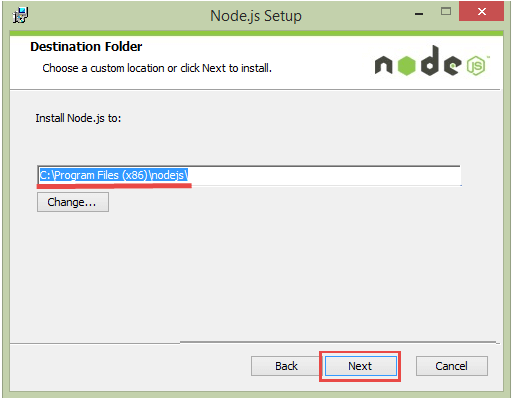 Node.js Setup
Destination Folder
Choose a custom location or click Next to install.
node
js
Install Node.js to:
C:\Program Files (x86)\nodejs\
Change...
Back
Next
Cancel